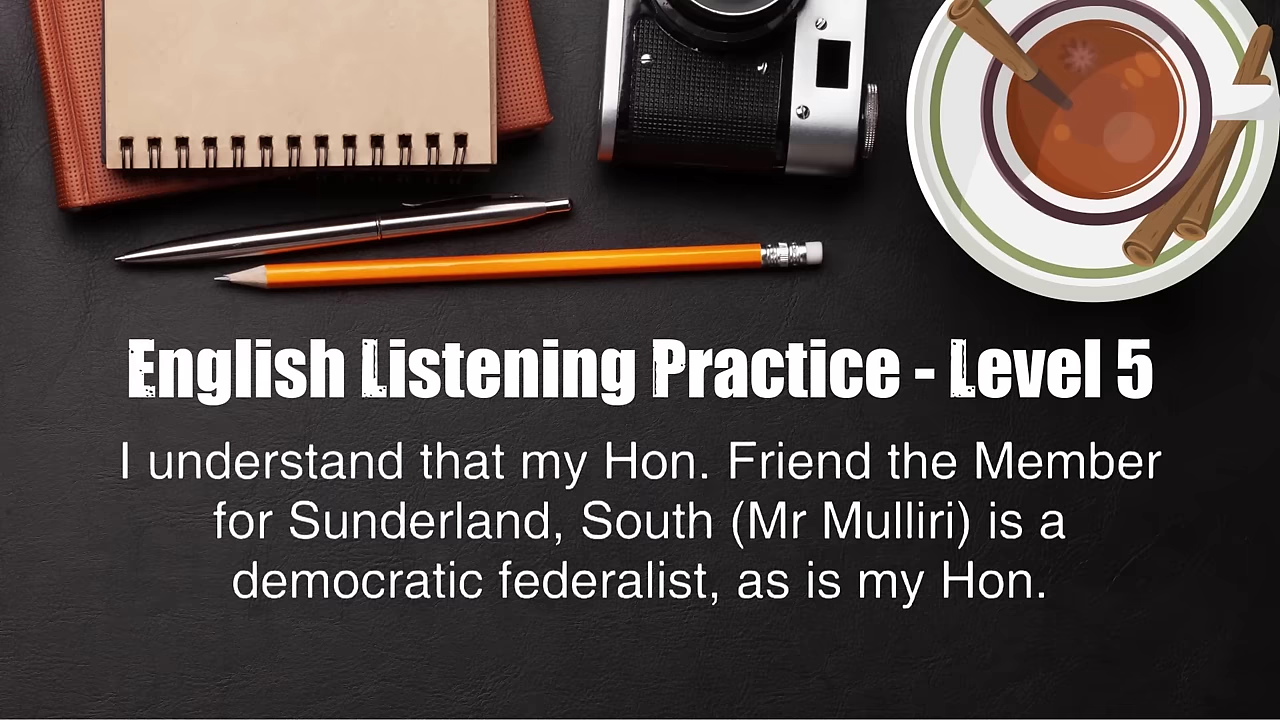 English Listening Practice - Level 5
I understand that my Hon. Friend the Member
for Sunderland, South (Mr Mulliri) is a
democratic federalist, as is my Hon.